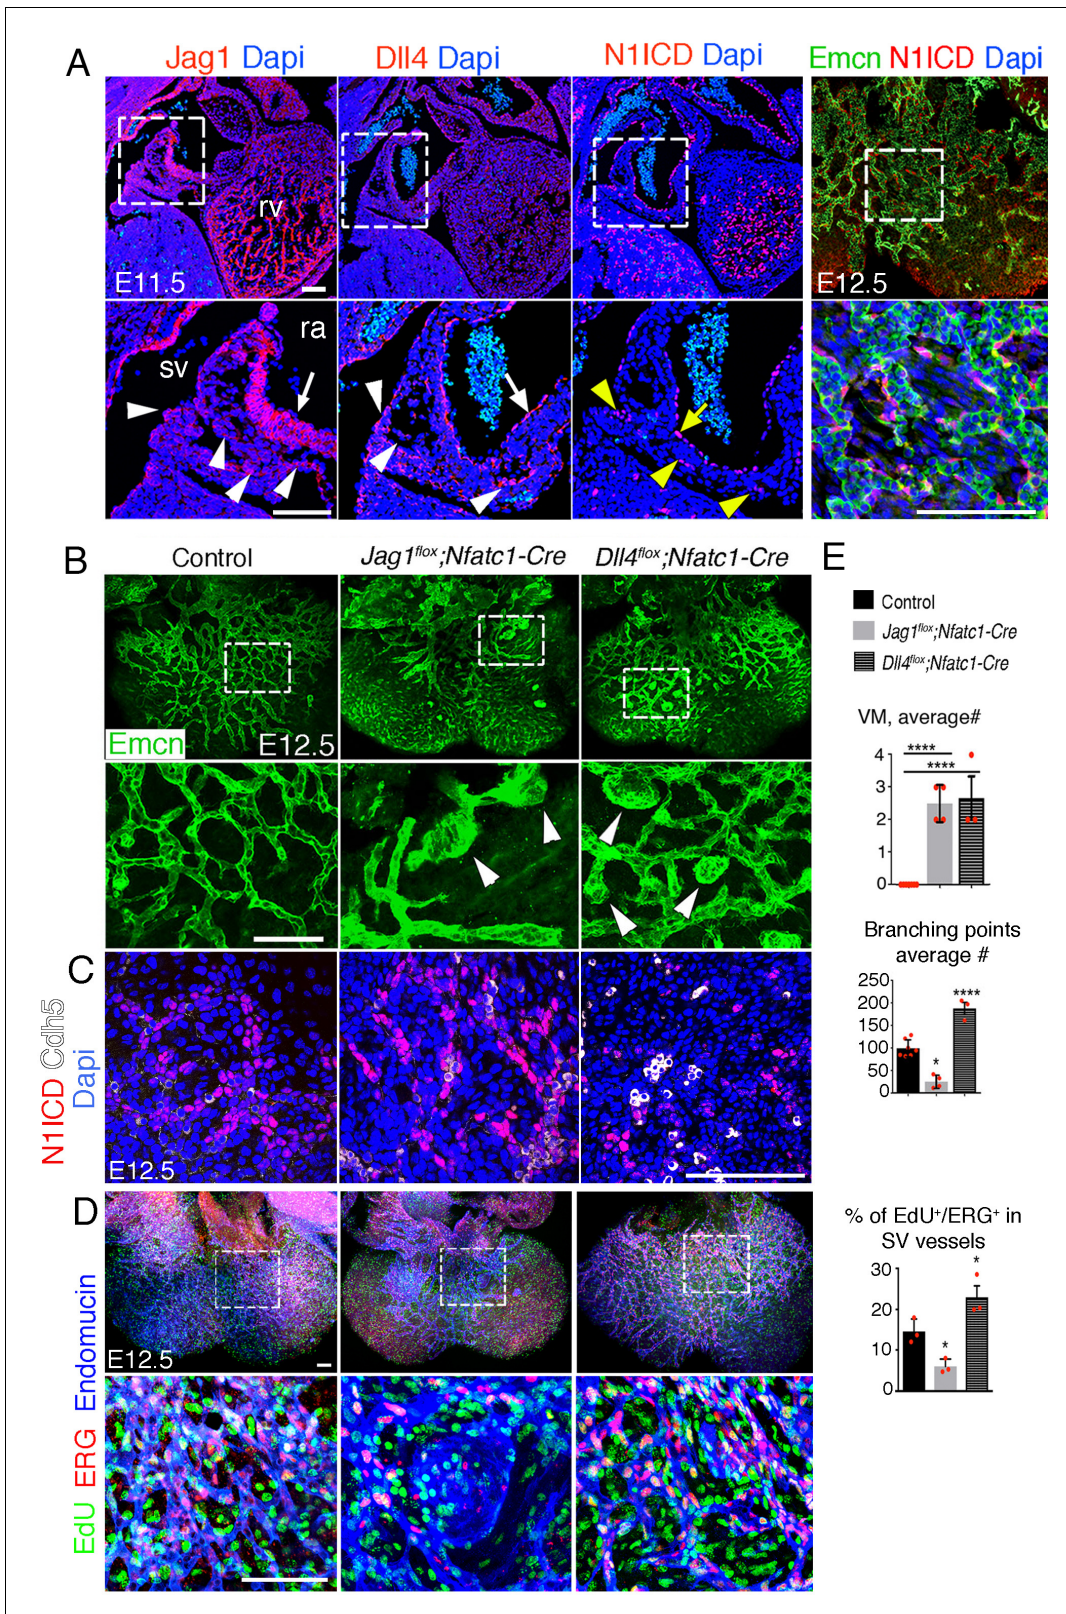 A
Jag1 Dapi
Dll4 Dapi
N1ICD Dapi
Emcn N1ICD Dapi
rv
E11.5
E12.5
ra
sv
B
Control
Jag1flox;Nfatc1-Cre
Dll4flox;Nfatc1-Cre
Emcn
E12.5
C
N1ICD Cdh5
Dapi
E12.5
D
EdU ERG Endomucin
E12.5
E
Control
Jag1flox;Nfatc1-Cre
Dll4flox;Nfatc1-Cre
VM, average#
****
****
4
3
2
1
0
Branching points
average #
250
200
150
100
50
0
*
****
% of EdU+/ERG+ in
SV vessels
30
20
10
0
*
*